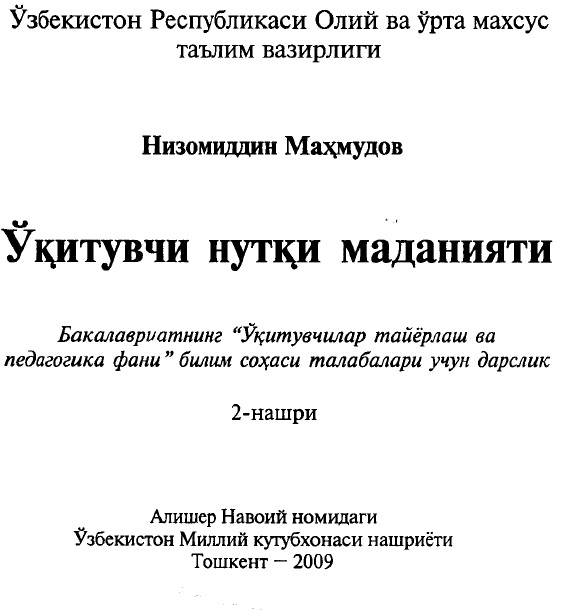 Ўзбекистон Республикаси Олий ва ўрта махсус
таълим вазирлиги
Низомиддин Маҳмудов
Ўқитувчи нутқи маданияти
Бакалавриатнинг “Ўқитувчилар тайёрлаш ва
педагогика фани” билим соҳаси талабалари учун дарслик
2-нашри
Алишер Навоий номидаги
Ўзбекистон Миллий кутубхонаси нашриёти
Тошкент – 2009